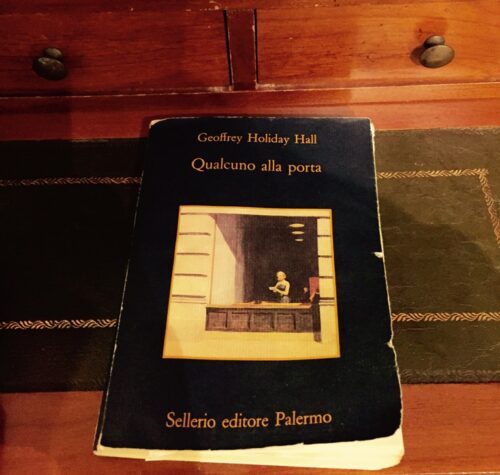 Geoffrey Holiday Hall
Qualcuno alla porta
Sellerio editore Palermo